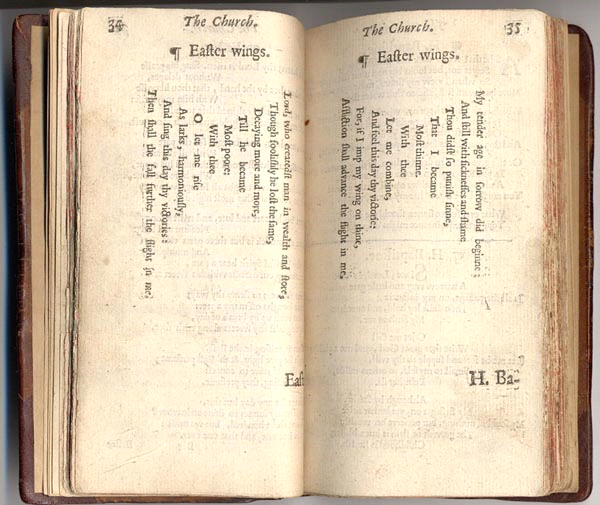 34 The Church.
¶ Eaſter wings.
Lord, who createdſt man in wealth and ſtore,
Though fooliſhly he loſt the ſame,
Decaying more and more,
Till he became
Moſt poore:
With thee
O let me riſe
As larks, harmoniouſly,
And ſing this day thy victories:
Then ſhall the fall further the flight in me.
Eaſ
The Church. 35
¶ Eaſter wings.
My tender age in ſorrow did beginne:
And ſtill with ſickneſſes and ſhame
Thou didſt ſo puniſh ſinne,
That I became
Moſt thinne.
With thee
Let me combine,
And feel this day thy victorie:
For, if I imp my wing on thine,
Affliction ſhall advance the flight in me.
H. Ba-